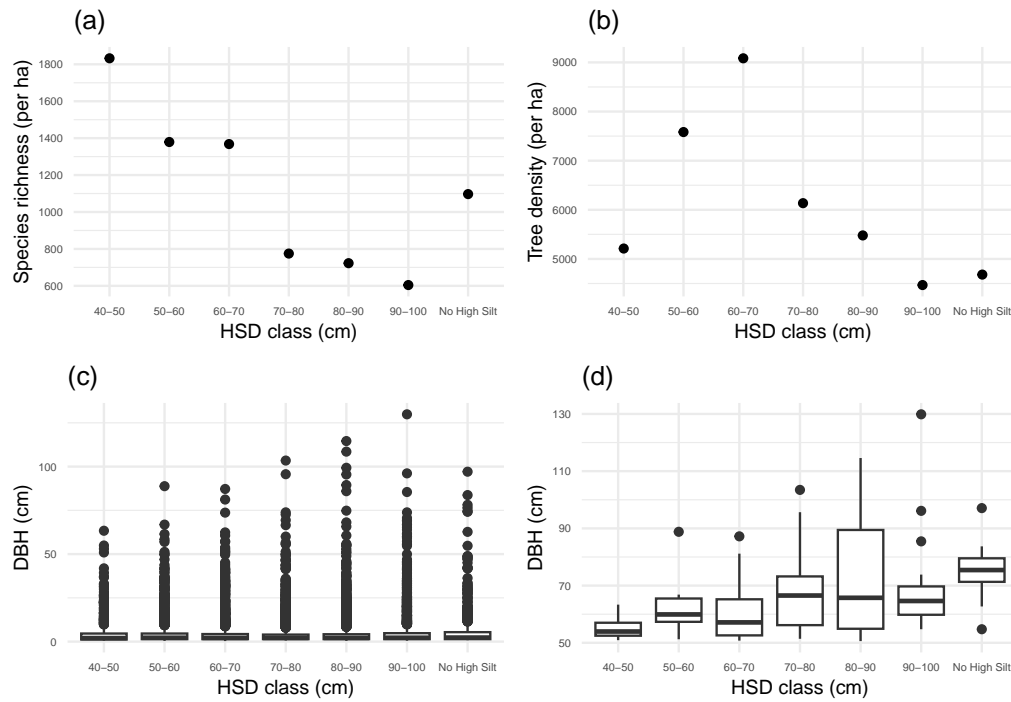 (a)
Species richness (per ha)
1800
1600
1400
1200
1000
800
600
40–50 50–60 60–70 70–80 80–90 90–100 No High Silt
HSD class (cm)
(b)
Tree density (per ha)
9000
8000
7000
6000
5000
40–50 50–60 60–70 70–80 80–90 90–100 No High Silt
HSD class (cm)
(c)
DBH (cm)
100
50
0
40–50 50–60 60–70 70–80 80–90 90–100 No High Silt
HSD class (cm)
(d)
DBH (cm)
130
110
90
70
50
40–50 50–60 60–70 70–80 80–90 90–100 No High Silt
HSD class (cm)